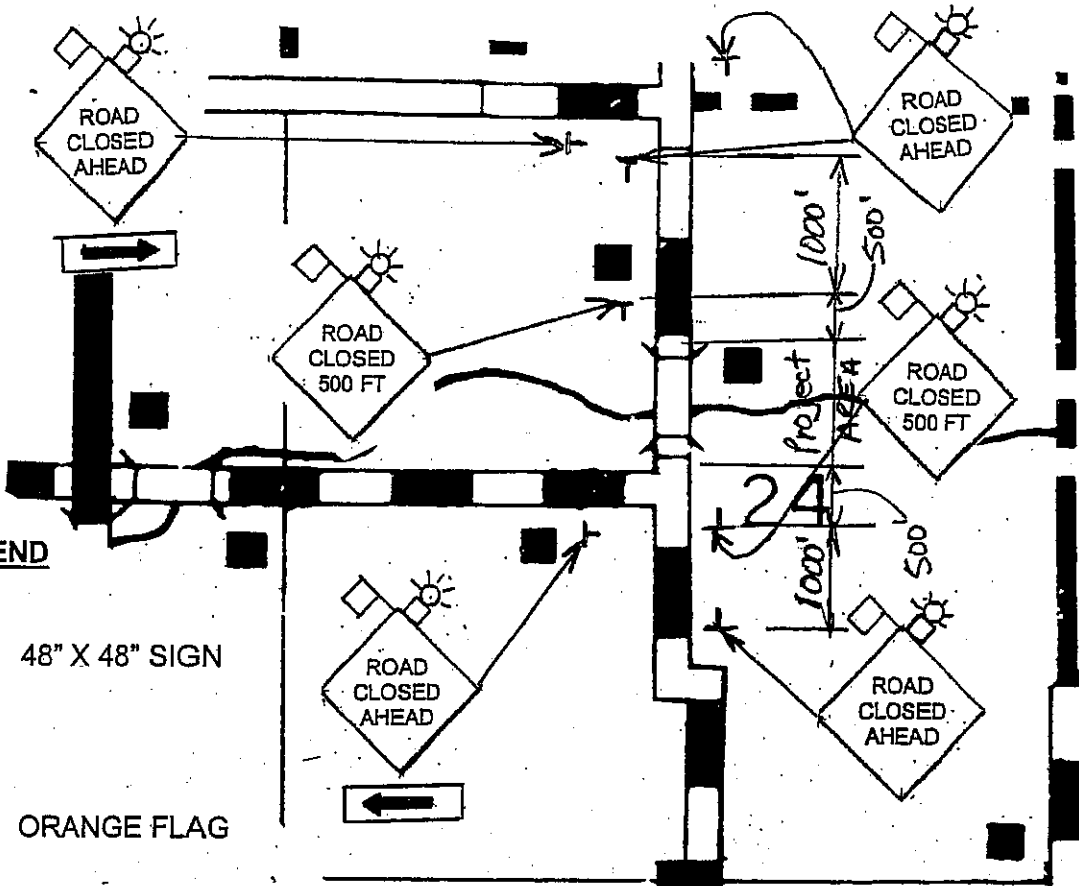 ROAD
CLOSED
AHEAD
ROAD
CLOSED
AHEAD
1000'
500'
ROAD
CLOSED
500 FT
ROAD
CLOSED
500 FT
Project
AREA
24
500'
1000'
END
48" X 48" SIGN
ROAD
CLOSED
AHEAD
ROAD
CLOSED
AHEAD
ORANGE FLAG